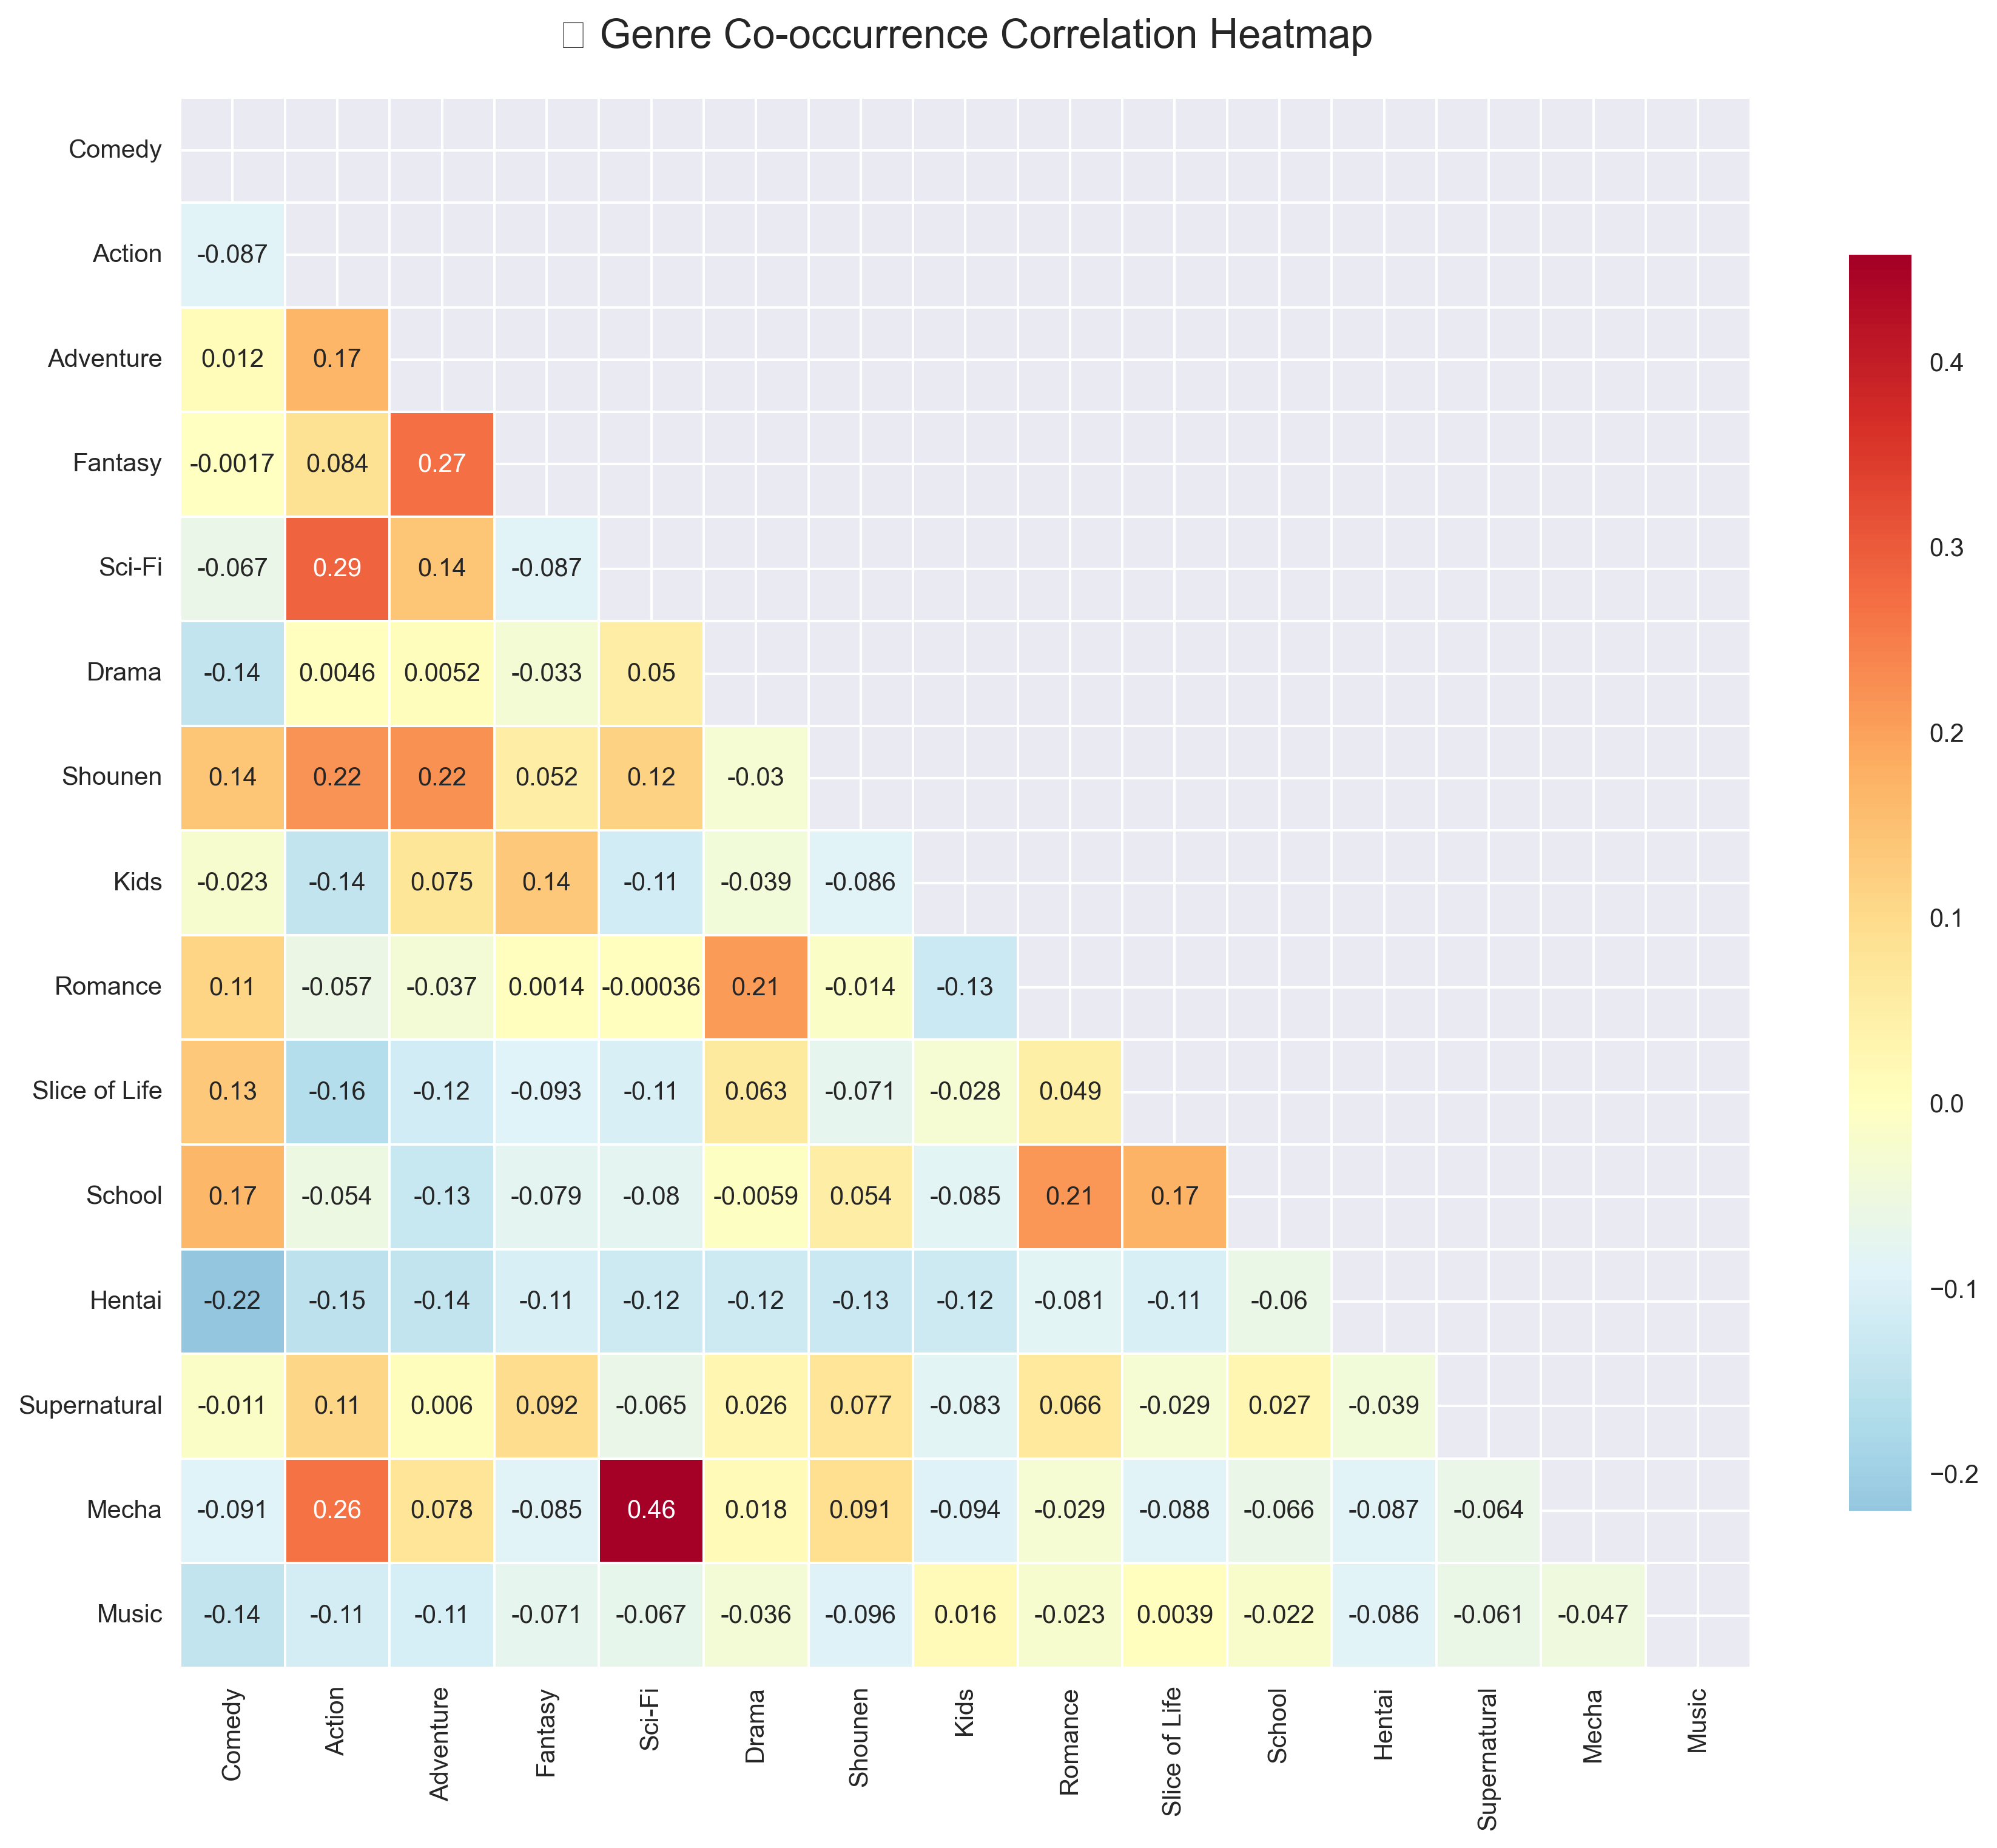 Genre Co-occurrence Correlation Heatmap
Comedy
Action -0.087
Adventure 0.012 0.17
Fantasy -0.0017 0.084 0.27
Sci-Fi -0.067 0.29 0.14 -0.087
Drama -0.14 0.0046 0.0052 -0.033 0.05
Shounen 0.14 0.22 0.22 0.052 0.12 -0.03
Kids -0.023 -0.14 0.075 0.14 -0.11 -0.039 -0.086
Romance 0.11 -0.057 -0.037 0.0014 -0.00036 0.21 -0.014 -0.13
Slice of Life 0.13 -0.16 -0.12 -0.093 -0.11 0.063 -0.071 -0.028 0.049
School 0.17 -0.054 -0.13 -0.079 -0.08 -0.0059 0.054 -0.085 0.21 0.17
Hentai -0.22 -0.15 -0.14 -0.11 -0.12 -0.12 -0.13 -0.12 -0.081 -0.11 -0.06
Supernatural -0.011 0.11 0.006 0.092 -0.065 0.026 0.077 -0.083 0.066 -0.029 0.027 -0.039
Mecha -0.091 0.26 0.078 -0.085 0.46 0.018 0.091 -0.094 -0.029 -0.088 -0.066 -0.087 -0.064
Music -0.14 -0.11 -0.11 -0.071 -0.067 -0.036 -0.096 0.016 -0.023 0.0039 -0.022 -0.086 -0.061 -0.047
Comedy Action Adventure Fantasy Sci-Fi Drama Shounen Kids Romance Slice of Life School Hentai Supernatural Mecha Music
0.4
0.3
0.2
0.1
0.0
−0.1
−0.2